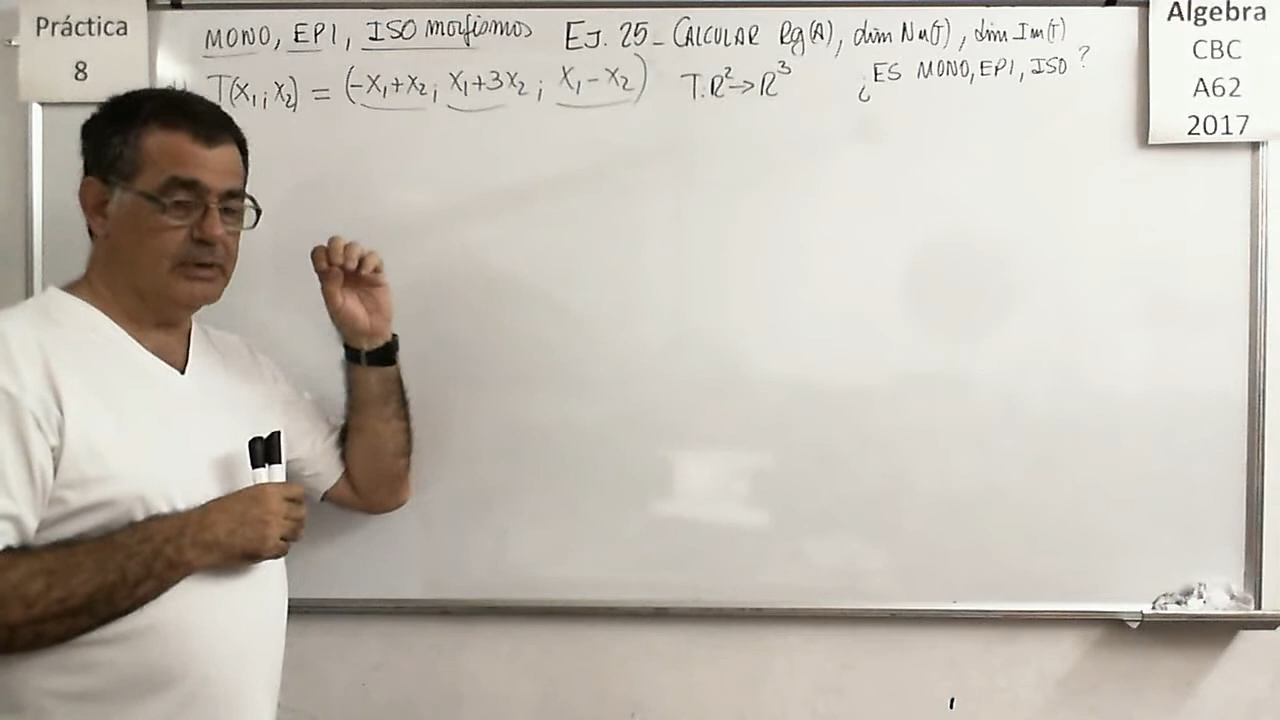 Práctica
8
MONO, EPI, ISO morfismos EJ. 25 - CALCULAR Rg(A), dim Nu(T), dim Im(T)
T(X1; X2) = (-X1+X2; X1+3X2; X1-X2) T: R²→R³ ¿ES MONO, EPI, ISO?
Algebra
CBC
A62
2017